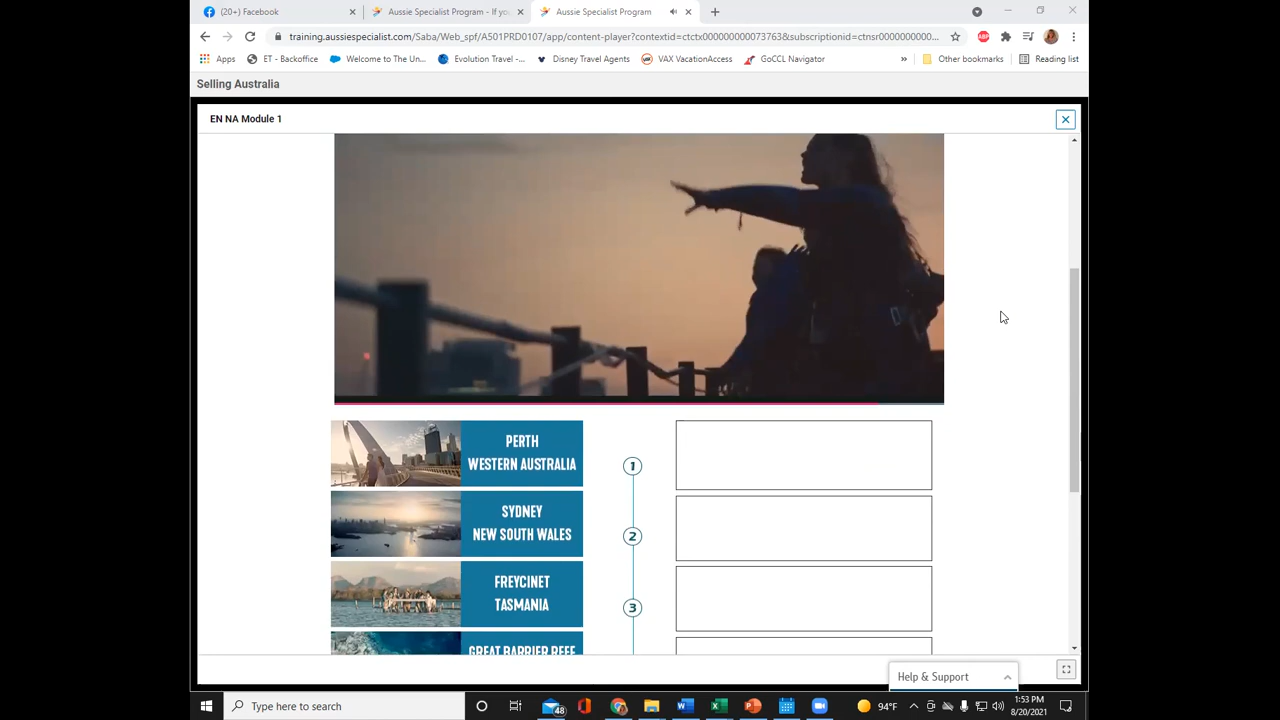 (20+) Facebook
Aussie Specialist Program - If yo
Aussie Specialist Program
training.aussiespecialist.com/Saba/Web_spf/A501PRD0107/app/content-player?contextid=ctctx000000000073763&subscriptionid=ctnsr0000000000...
Apps
ET - Backoffice
Welcome to The Un...
Evolution Travel -...
Disney Travel Agents
VAX VacationAccess
GoCCL Navigator
»
Other bookmarks
Reading list
Selling Australia
EN NA Module 1
PERTH
WESTERN AUSTRALIA
1
SYDNEY
NEW SOUTH WALES
2
FREYCINET
TASMANIA
3
GREAT BARRIER REEF
Help & Support
Type here to search
48
94°F
1:53 PM
8/20/2021